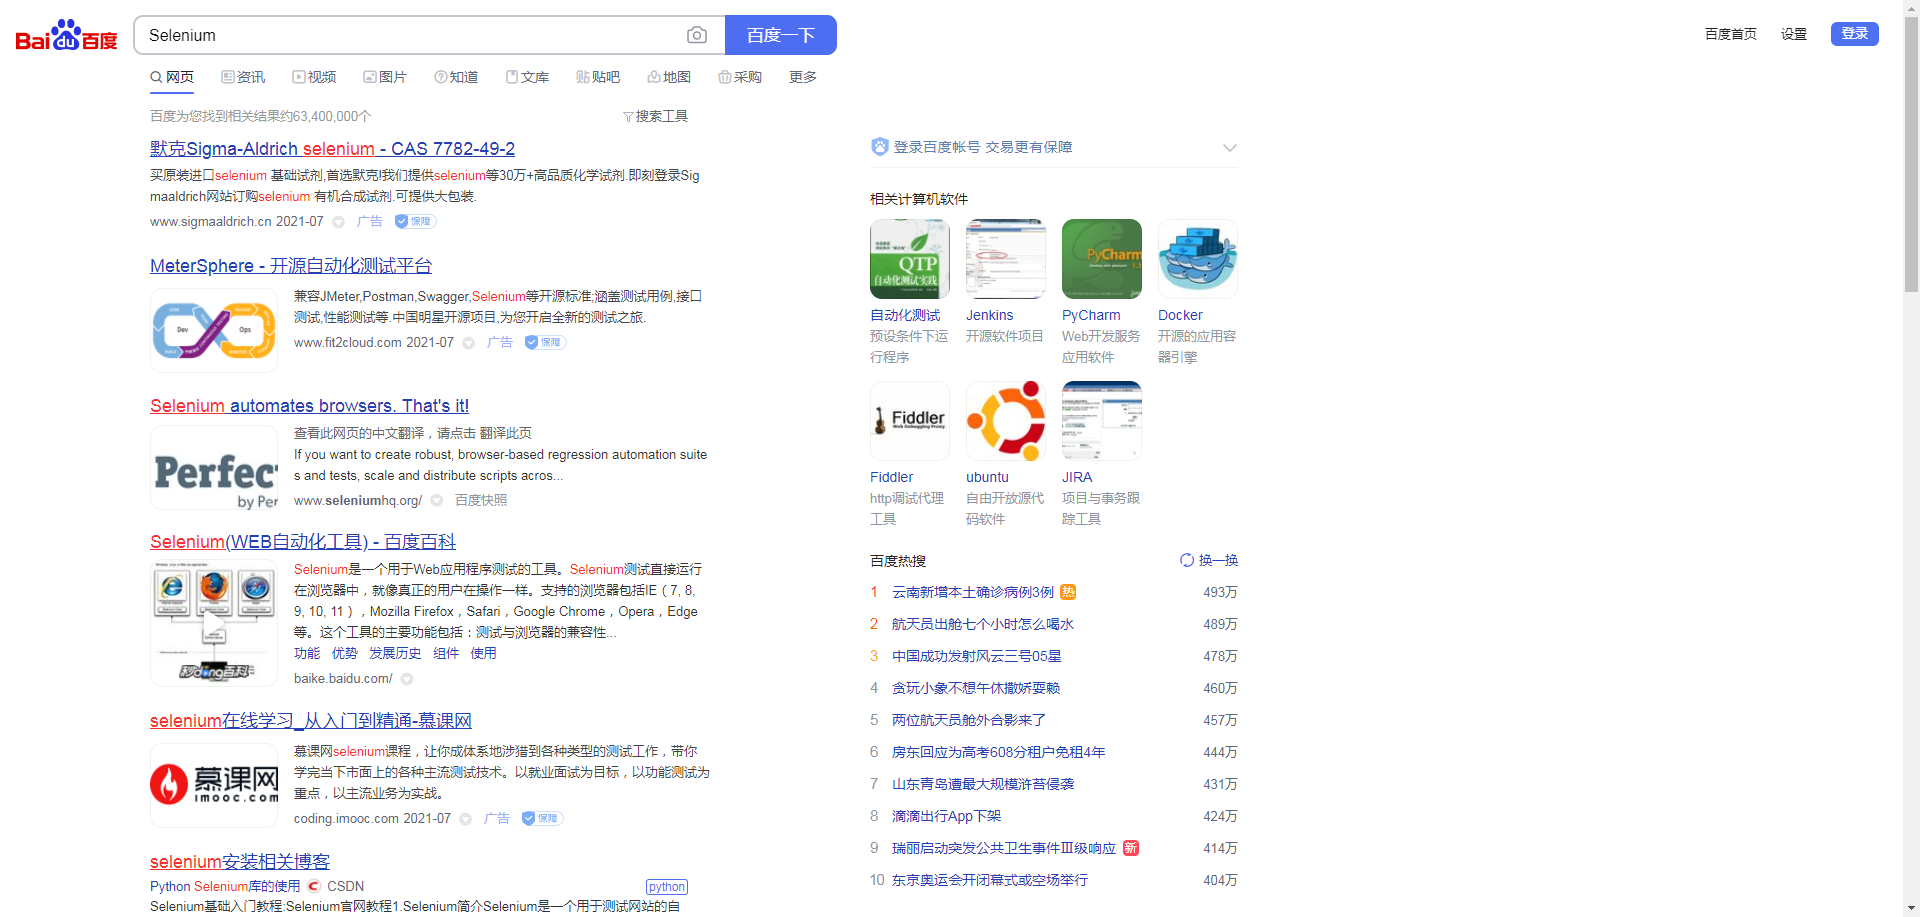 Bai du 百度
Selenium
百度一下
百度首页 设置 登录
网页 资讯 视频 图片 知道 文库 贴吧 地图 采购 更多
百度为您找到相关结果约63,400,000个
搜索工具
默克Sigma-Aldrich selenium - CAS 7782-49-2
买原装进口selenium 基础试剂,首选默克!我们提供selenium等30万+高品质化学试剂.即刻登录Sig
maaldrich网站订购selenium 有机合成试剂.可提供大包装.
www.sigmaaldrich.cn 2021-07 广告 保障
MeterSphere - 开源自动化测试平台
Dev Ops
兼容JMeter,Postman,Swagger,Selenium等开源标准;涵盖测试用例,接口
测试,性能测试等.中国明星开源项目,为您开启全新的测试之旅.
www.fit2cloud.com 2021-07 广告 保障
Selenium automates browsers. That's it!
Perfec
by Per
查看此网页的中文翻译，请点击 翻译此页
If you want to create robust, browser-based regression automation suite
s and tests, scale and distribute scripts acros...
www.seleniumhq.org/ 百度快照
Selenium(WEB自动化工具) - 百度百科
秒dong百科
Selenium是一个用于Web应用程序测试的工具。Selenium测试直接运行
在浏览器中，就像真正的用户在操作一样。支持的浏览器包括IE（7, 8,
9, 10, 11），Mozilla Firefox，Safari，Google Chrome，Opera，Edge
等。这个工具的主要功能包括：测试与浏览器的兼容性...
功能 优势 发展历史 组件 使用
baike.baidu.com/
selenium在线学习_从入门到精通-慕课网
慕课网
imooc.com
慕课网selenium课程，让你成体系地涉猎到各种类型的测试工作，带你
学完当下市面上的各种主流测试技术。以就业面试为目标，以功能测试为
重点，以主流业务为实战。
coding.imooc.com 2021-07 广告 保障
selenium安装相关博客
Python Selenium库的使用 CSDN
python
Selenium基础入门教程:Selenium官网教程1.Selenium简介Selenium是一个用于测试网站的自
登录百度帐号 交易更有保障
相关计算机软件
QTP
自动化测试实践
PyCharm
自动化测试 Jenkins PyCharm Docker
预设条件下运 开源软件项目 Web开发服务 开源的应用容
行程序 应用软件 器引擎
Fiddler
Web Debugging Proxy
Fiddler ubuntu JIRA
http调试代理 自由开放源代 项目与事务跟
工具 码软件 踪工具
百度热搜 换一换
1 云南新增本土确诊病例3例 热 493万
2 航天员出舱七个小时怎么喝水 489万
3 中国成功发射风云三号05星 478万
4 贪玩小象不想午休撒娇耍赖 460万
5 两位航天员舱外合影来了 457万
6 房东回应为高考608分租户免租4年 444万
7 山东青岛遭最大规模浒苔侵袭 431万
8 滴滴出行App下架 424万
9 瑞丽启动突发公共卫生事件Ⅲ级响应 新 414万
10 东京奥运会开闭幕式或空场举行 404万